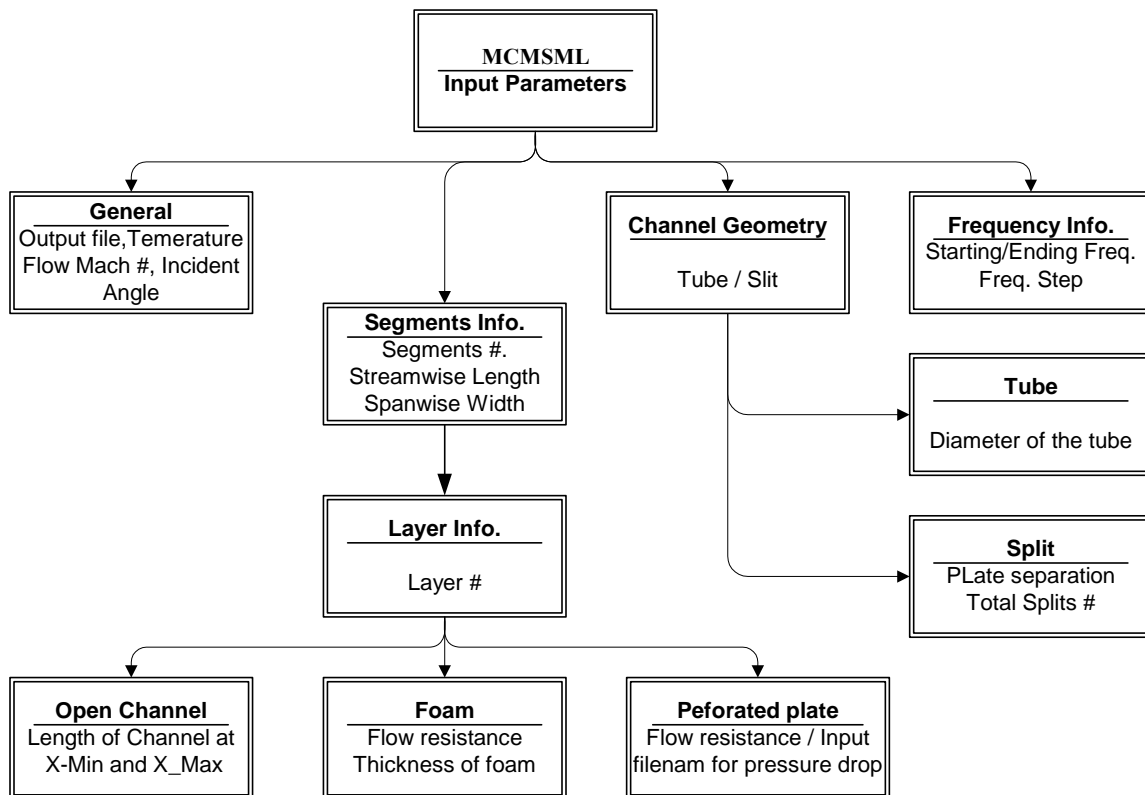 MCMSML
Input Parameters
General
Output file,Temerature
Flow Mach #, Incident
Angle
Segments Info.
Segments #.
Streamwise Length
Spanwise Width
Channel Geometry
Tube / Slit
Frequency Info.
Starting/Ending Freq.
Freq. Step
Tube
Diameter of the tube
Layer Info.
Layer #
Split
PLate separation
Total Splits #
Open Channel
Length of Channel at
X-Min and X_Max
Foam
Flow resistance
Thickness of foam
Peforated plate
Flow resistance / Input
filenam for pressure drop